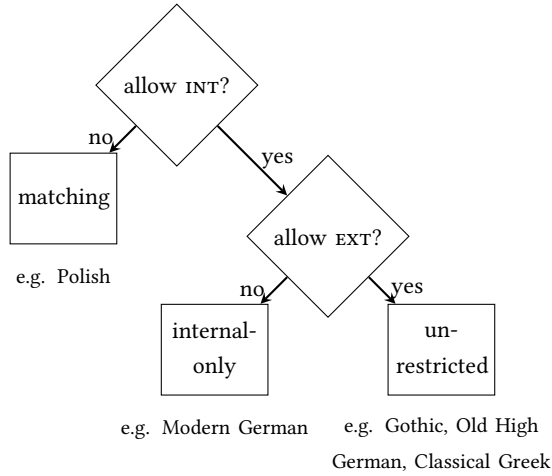 allow INT?
no
yes
matching
allow EXT?
e.g. Polish
no
yes
internal-
only
un-
restricted
e.g. Modern German
e.g. Gothic, Old High
German, Classical Greek